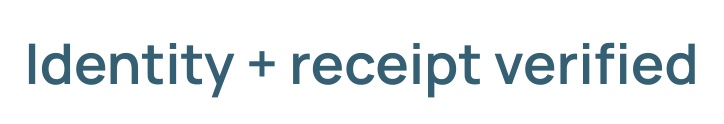 Identity + receipt verified